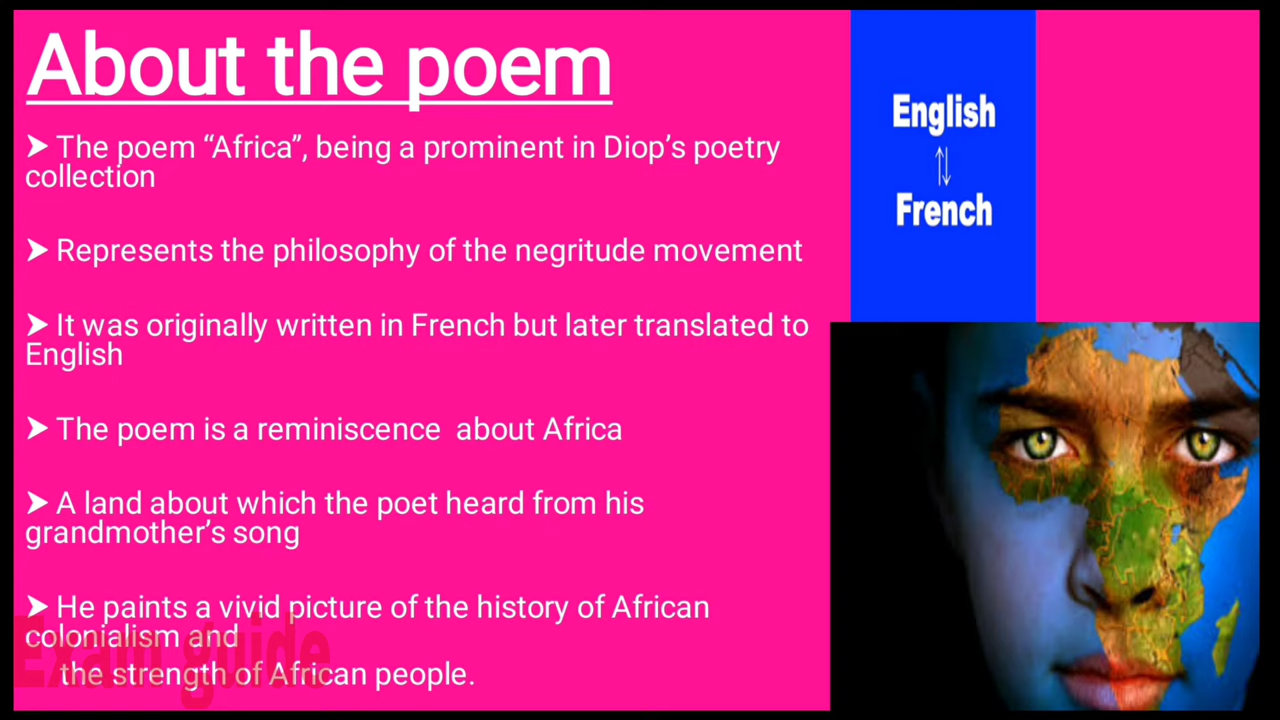 About the poem
➤ The poem “Africa”, being a prominent in Diop’s poetry
collection
➤ Represents the philosophy of the negritude movement
➤ It was originally written in French but later translated to
English
➤ The poem is a reminiscence  about Africa
➤ A land about which the poet heard from his
grandmother’s song
➤ He paints a vivid picture of the history of African
colonialism and
the strength of African people.
Exam guide
English
⇅
French